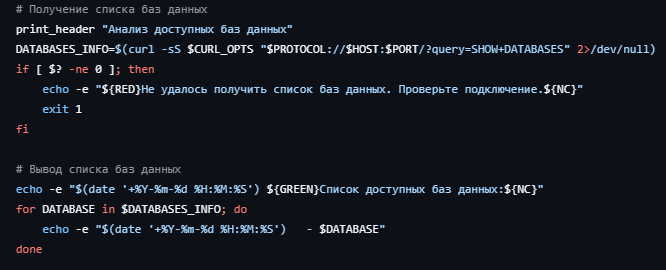 # Получение списка баз данных
print_header "Анализ доступных баз данных"
DATABASES_INFO=$(curl -sS $CURL_OPTS "$PROTOCOL://$HOST:$PORT/?query=SHOW+DATABASES" 2>/dev/null)
if [ $? -ne 0 ]; then
    echo -e "${RED}Не удалось получить список баз данных. Проверьте подключение.${NC}"
    exit 1
fi

# Вывод списка баз данных
echo -e "$(date '+%Y-%m-%d %H:%M:%S') ${GREEN}Список доступных баз данных:${NC}"
for DATABASE in $DATABASES_INFO; do
    echo -e "$(date '+%Y-%m-%d %H:%M:%S')   - $DATABASE"
done